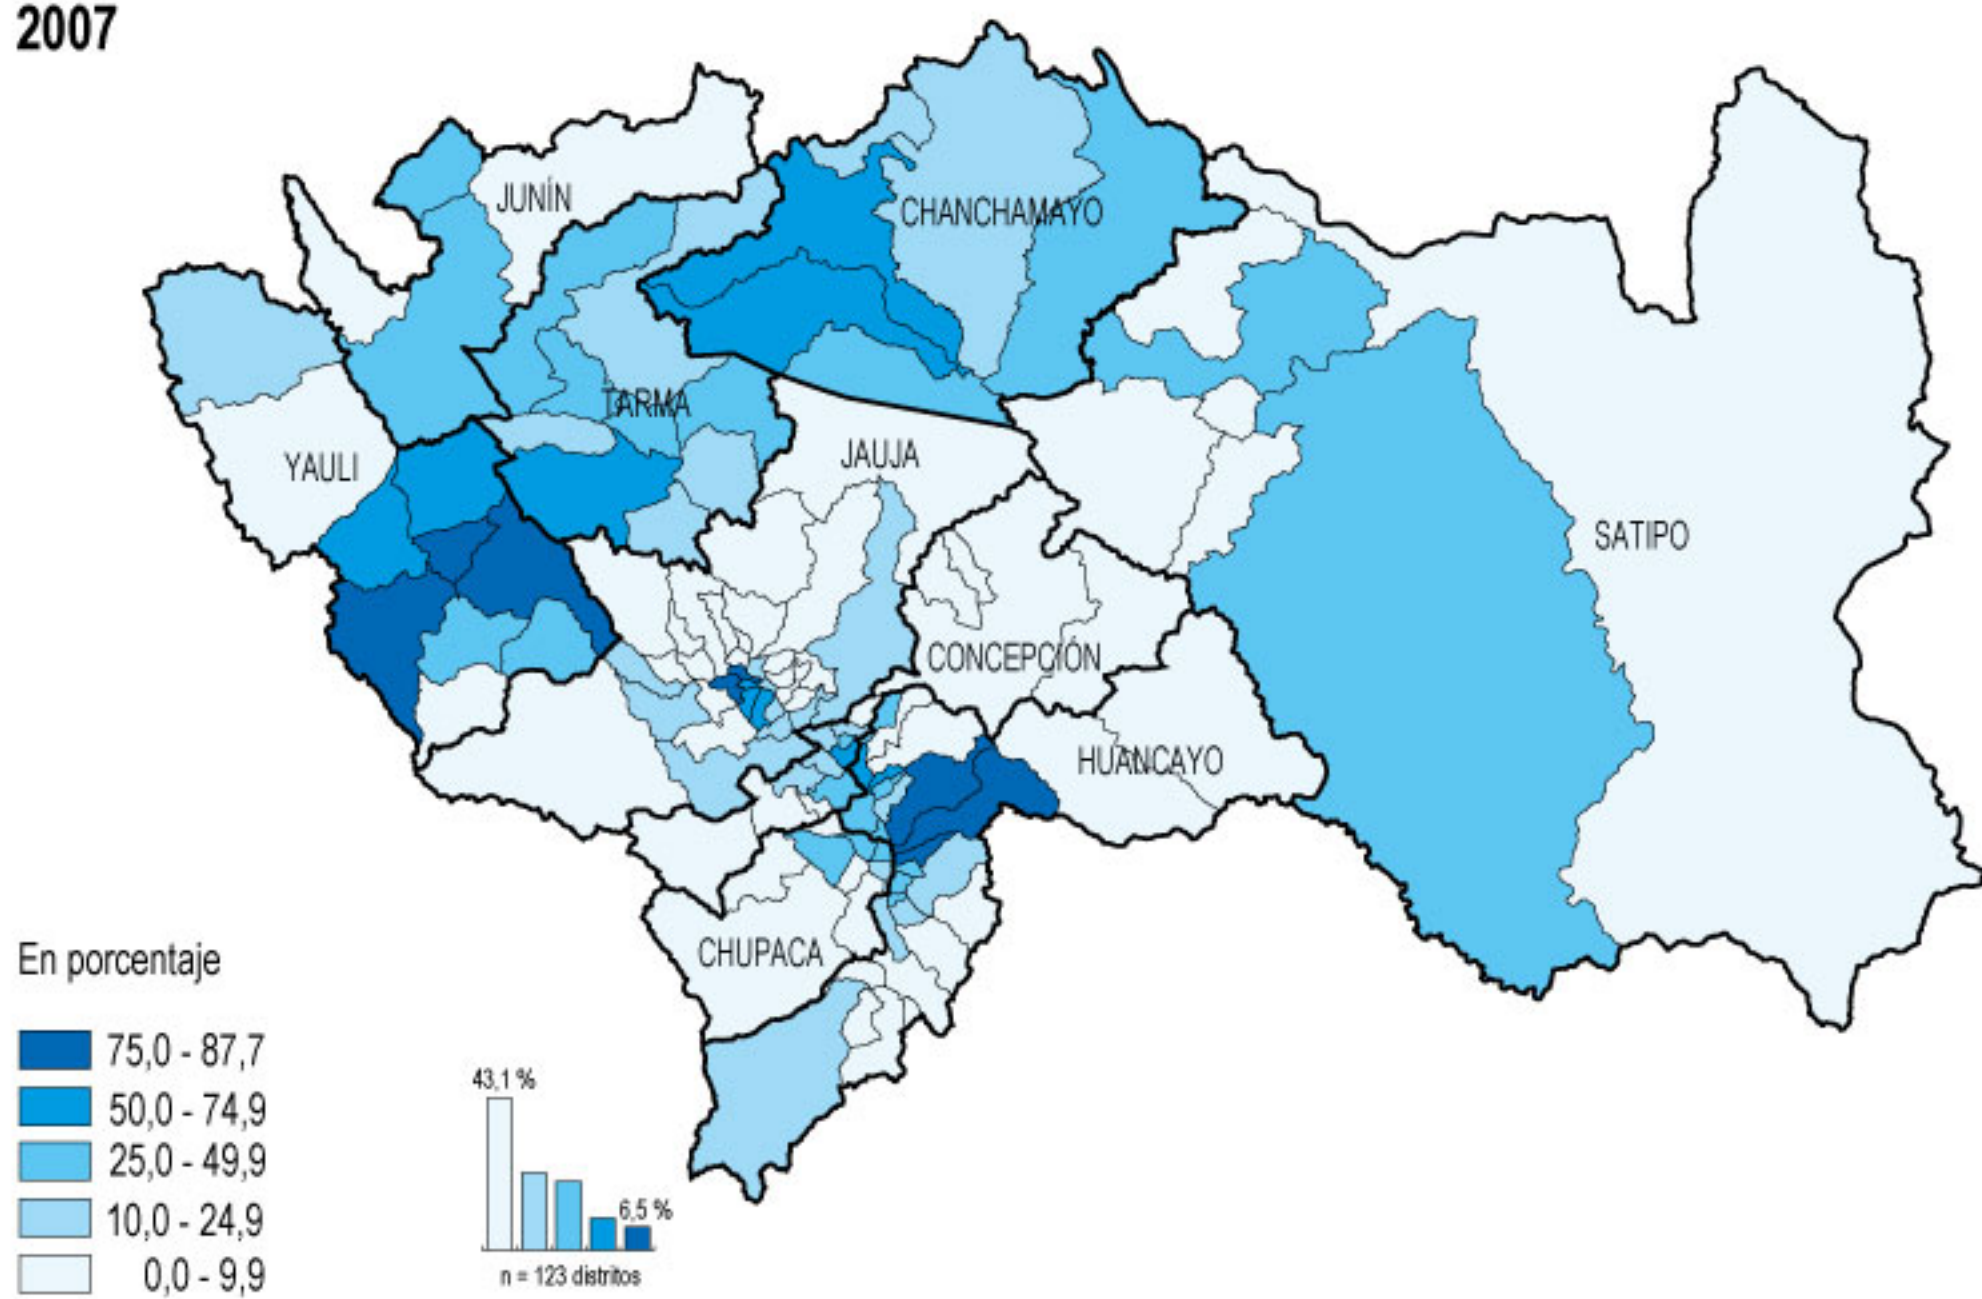 2007
JUNÍN
CHANCHAMAYO
TARMA
JAUJA
YAULI
SATIPO
CONCEPCIÓN
HUANCAYO
CHUPACA
En porcentaje
75,0 - 87,7
50,0 - 74,9
25,0 - 49,9
10,0 - 24,9
0,0 - 9,9
43,1 %
6,5 %
n = 123 distritos